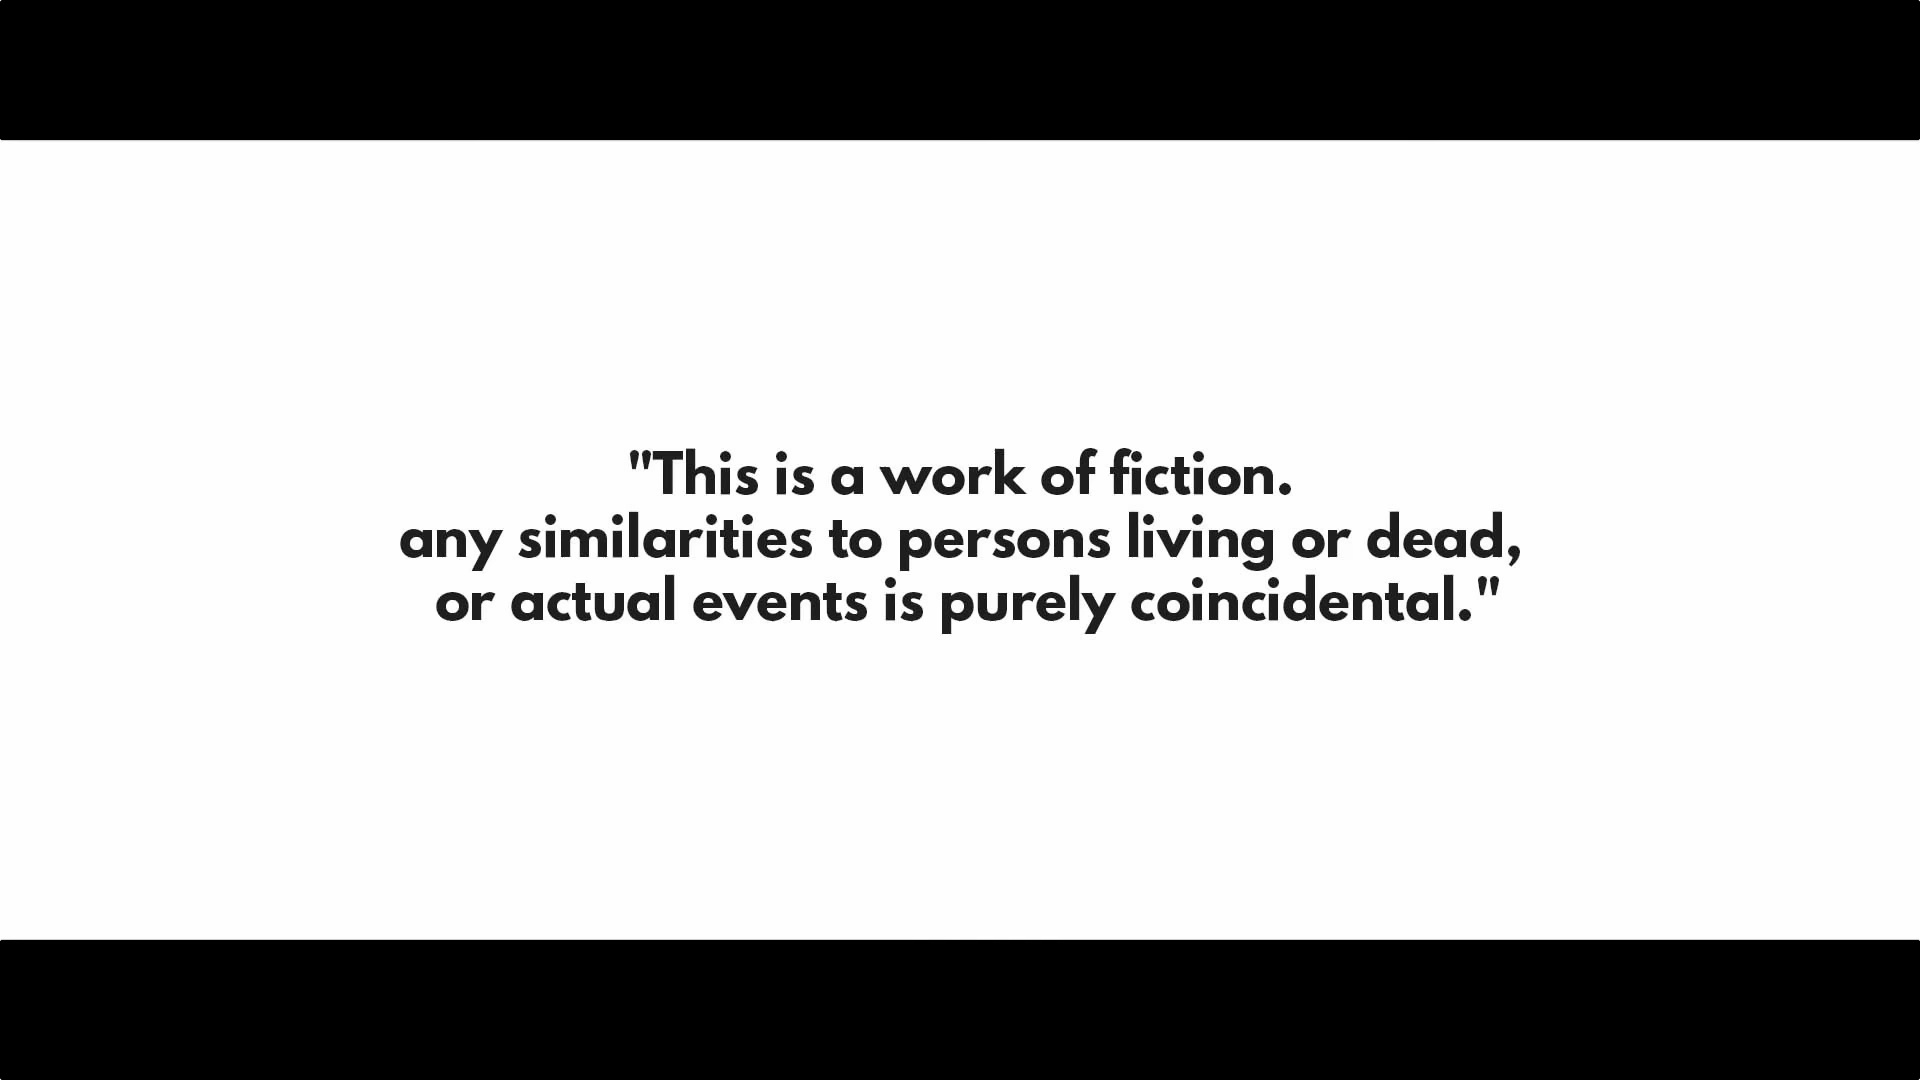 "This is a work of fiction.
any similarities to persons living or dead,
or actual events is purely coincidental."